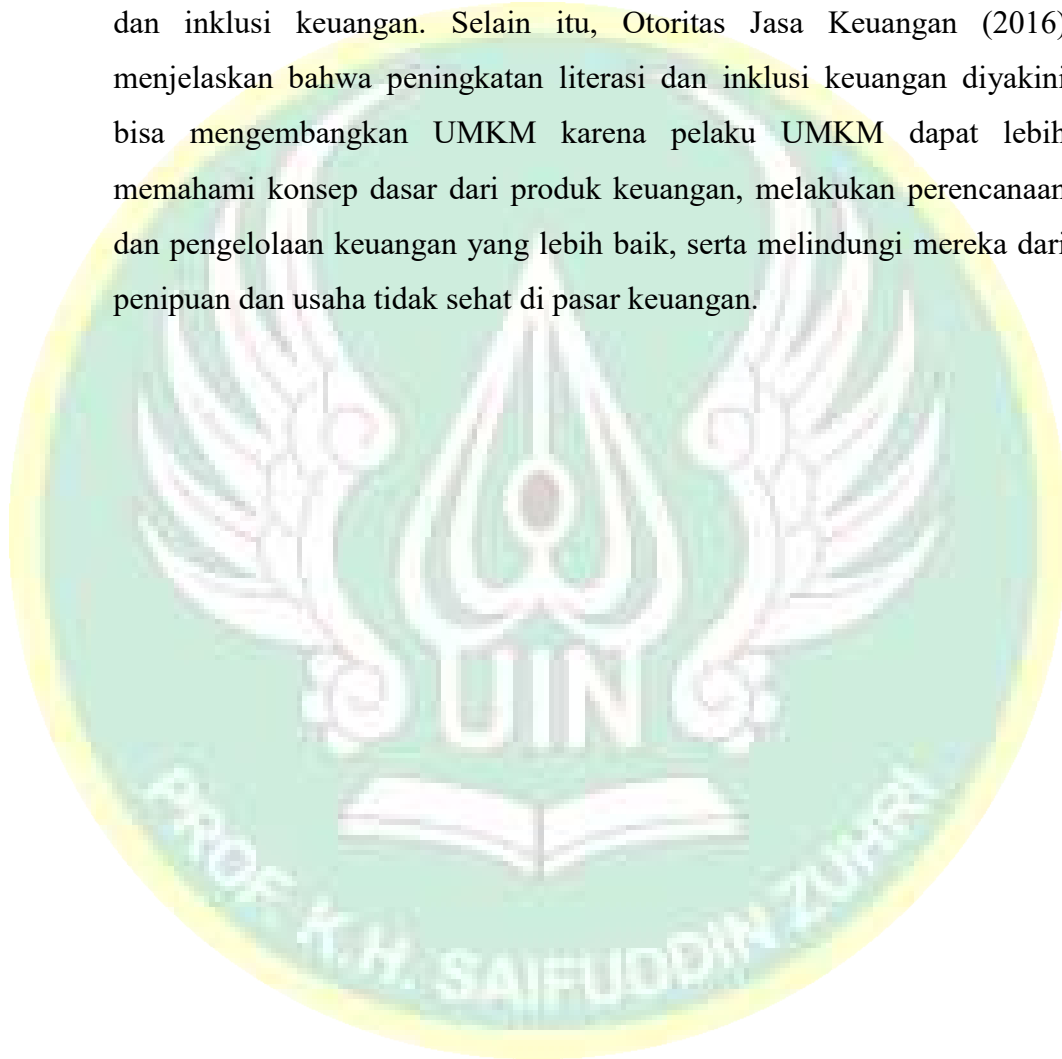 dan inklusi keuangan. Selain itu, Otoritas Jasa Keuangan (2016)
menjelaskan bahwa peningkatan literasi dan inklusi keuangan diyakini
bisa mengembangkan UMKM karena pelaku UMKM dapat lebih
memahami konsep dasar dari produk keuangan, melakukan perencanaan
dan pengelolaan keuangan yang lebih baik, serta melindungi mereka dari
penipuan dan usaha tidak sehat di pasar keuangan.
UIN
PROF. K.H. SAIFUDDIN ZUHRI